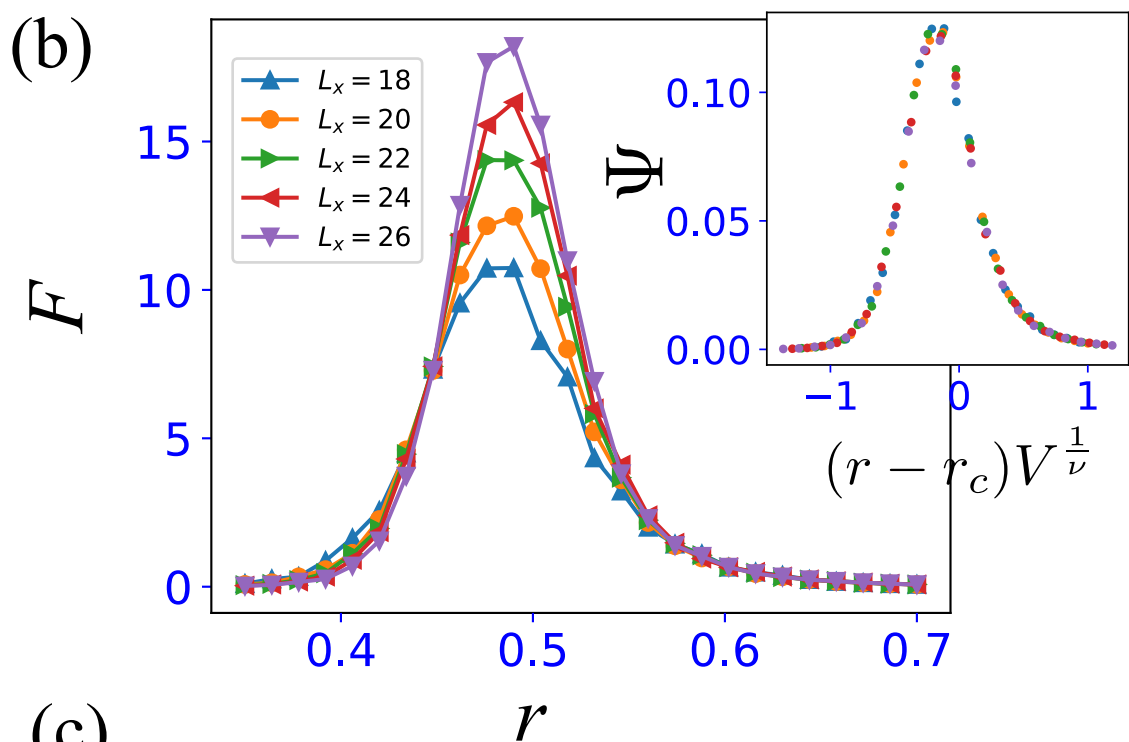 (b)
F
15
10
5
0
L_x = 18
L_x = 20
L_x = 22
L_x = 24
L_x = 26
0.4 0.5 0.6 0.7
r
Ψ
0.10
0.05
0.00
−1 0 1
(r − r_c)V^{\frac{1}{ν}}
(c)